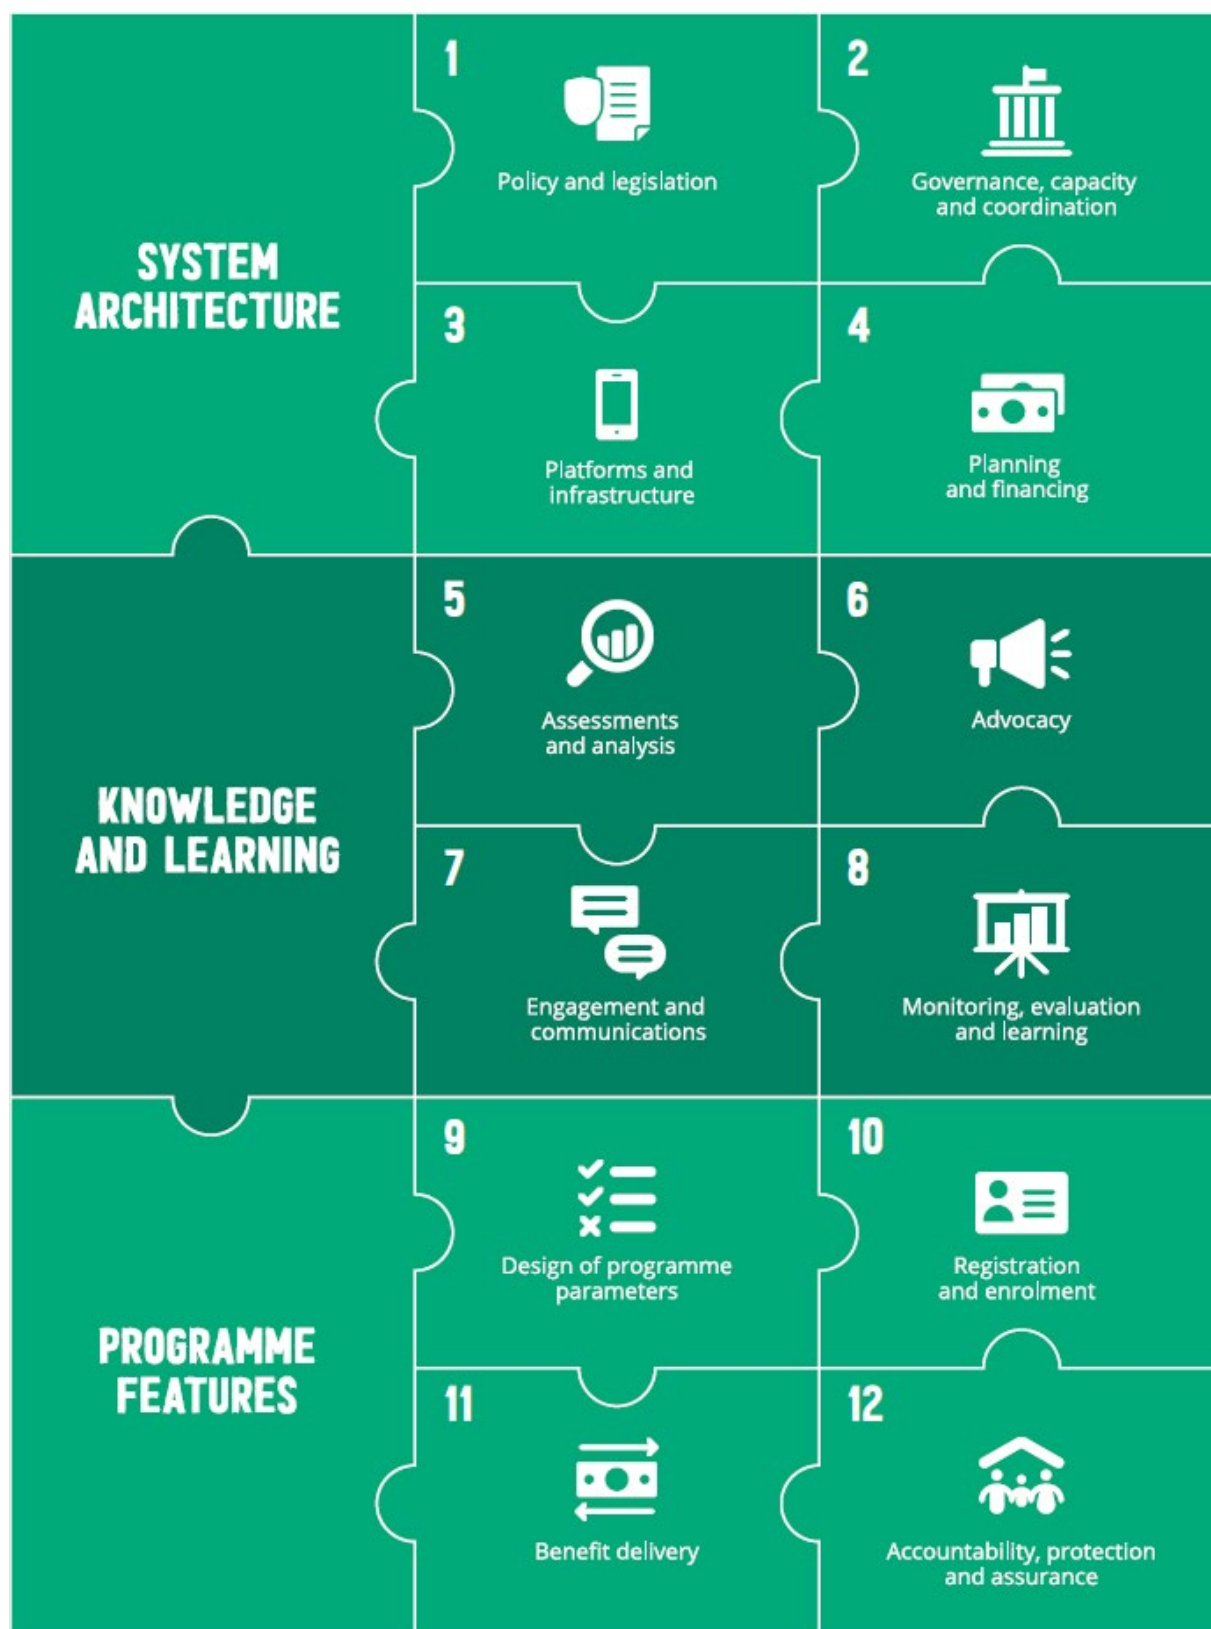 SYSTEM
ARCHITECTURE
1
Policy and legislation
2
Governance, capacity
and coordination
3
Platforms and
infrastructure
4
Planning
and financing
KNOWLEDGE
AND LEARNING
5
Assessments
and analysis
6
Advocacy
7
Engagement and
communications
8
Monitoring, evaluation
and learning
PROGRAMME
FEATURES
9
Design of programme
parameters
10
Registration
and enrolment
11
Benefit delivery
12
Accountability, protection
and assurance